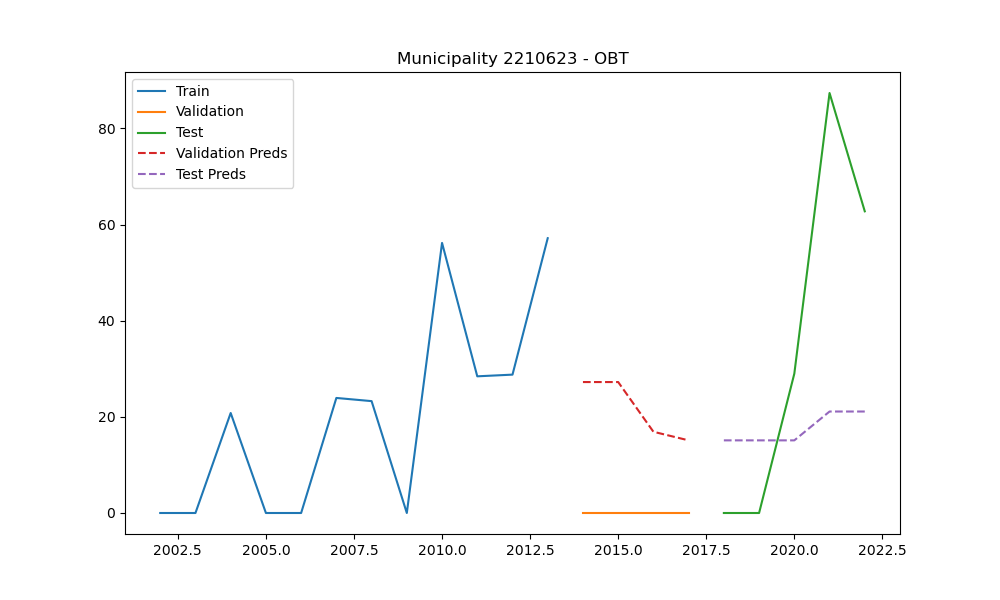 Municipality 2210623 - OBT
Train
Validation
Test
Validation Preds
Test Preds
80
60
40
20
0
2002.5 2005.0 2007.5 2010.0 2012.5 2015.0 2017.5 2020.0 2022.5